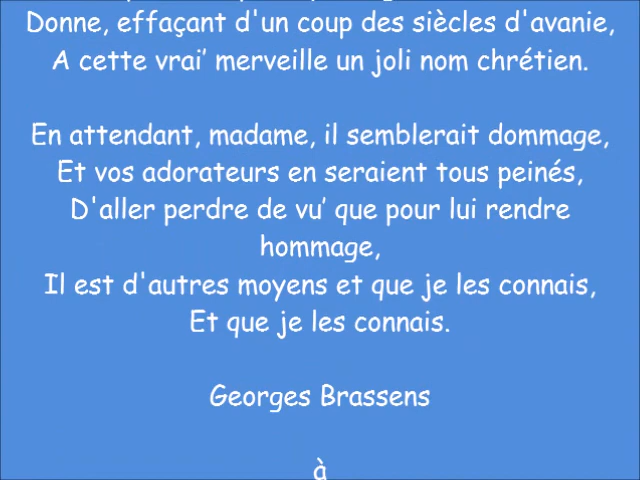 Donne, effaçant d'un coup des siècles d'avanie,
A cette vrai’ merveille un joli nom chrétien.
En attendant, madame, il semblerait dommage,
Et vos adorateurs en seraient tous peinés,
D'aller perdre de vu’ que pour lui rendre
hommage,
Il est d'autres moyens et que je les connais,
Et que je les connais.
Georges Brassens
à